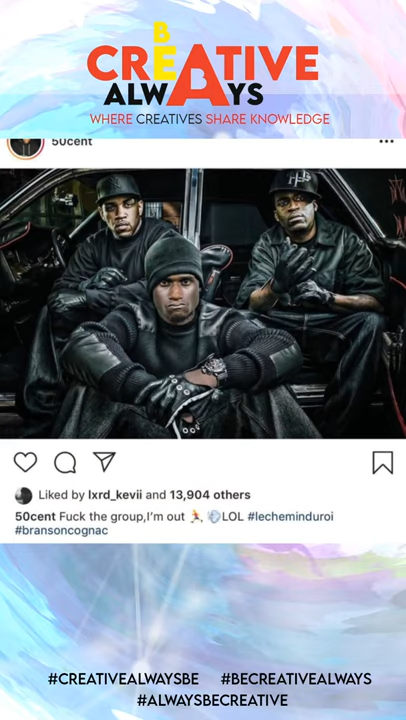 BE
CREATIVE
ALWAYS
WHERE CREATIVES SHARE KNOWLEDGE
50cent
Liked by lxrd_kevii and 13,904 others
50cent Fuck the group,I'm out 🏃💨LOL #lecheminduroi
#bransoncognac
#CREATIVEALWAYSBE #BECREATIVEALWAYS
#ALWAYSBECREATIVE